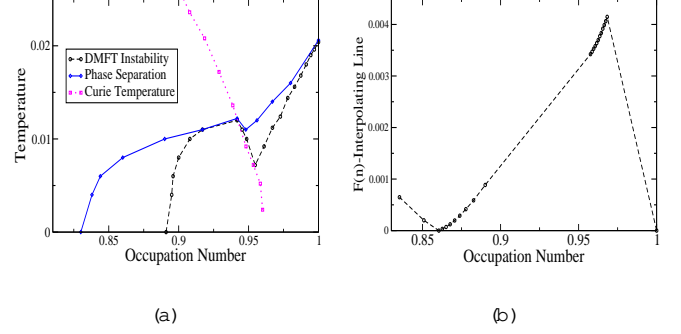 0.02
0.01
0
Temperature
DMFT Instability
Phase Separation
Curie Temperature
0.85
0.9
0.95
1
Occupation Number
(a)
0.004
0.003
0.002
0.001
0
F(n)-Interpolating Line
0.85
0.9
0.95
1
Occupation Number
(b)